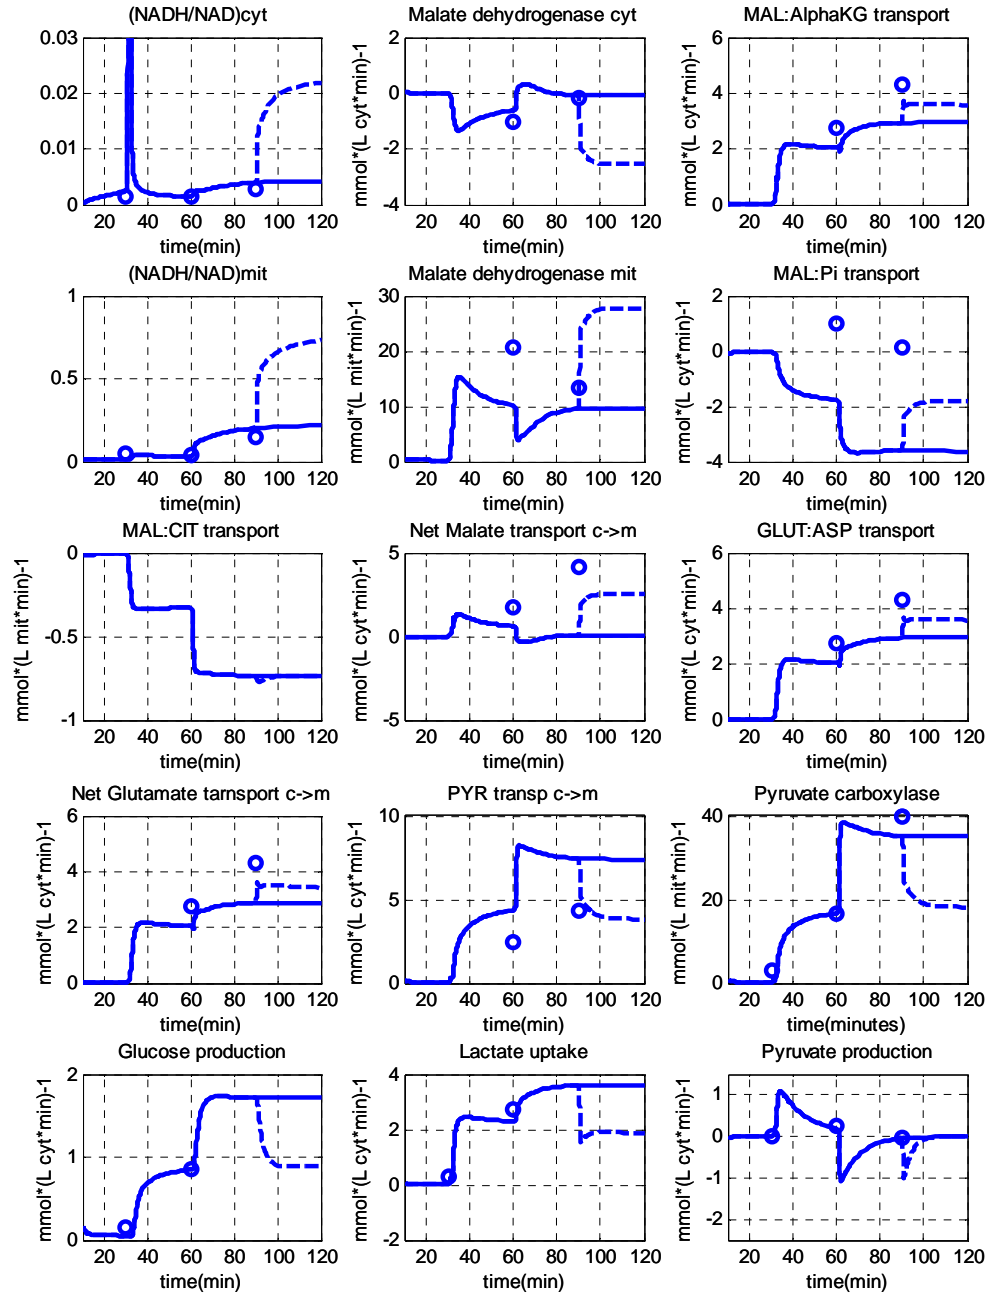 (NADH/NAD)cyt
Malate dehydrogenase cyt
MAL:AlphaKG transport
0.03
0.02
0.01
0
20 40 60 80 100 120
time(min)
mmol*(L cyt*min)-1
2
0
-2
-4
20 40 60 80 100 120
time(min)
mmol*(L cyt*min)-1
6
4
2
0
20 40 60 80 100 120
time(min)
(NADH/NAD)mit
Malate dehydrogenase mit
MAL:Pi transport
1
0.5
0
20 40 60 80 100 120
time(min)
mmol*(L mit*min)-1
30
20
10
0
20 40 60 80 100 120
time(min)
mmol*(L cyt*min)-1
2
0
-2
-4
20 40 60 80 100 120
time(min)
MAL:CIT transport
Net Malate transport c->m
GLUT:ASP transport
mmol*(L mit*min)-1
0
-0.5
-1
20 40 60 80 100 120
time(min)
mmol*(L cyt*min)-1
5
0
-5
20 40 60 80 100 120
time(min)
mmol*(L cyt*min)-1
6
4
2
0
20 40 60 80 100 120
time(min)
Net Glutamate tarnsport c->m
PYR transp c->m
Pyruvate carboxylase
mmol*(L cyt*min)-1
6
4
2
0
20 40 60 80 100 120
time(min)
mmol*(L cyt*min)-1
10
5
0
20 40 60 80 100 120
time(min)
mmol*(L mit*min)-1
40
20
0
20 40 60 80 100 120
time(minutes)
Glucose production
Lactate uptake
Pyruvate production
mmol*(L cyt*min)-1
2
1
0
20 40 60 80 100 120
time(min)
mmol*(L cyt*min)-1
4
2
0
-2
20 40 60 80 100 120
time(min)
mmol*(L cyt*min)-1
1
0
-1
-2
20 40 60 80 100 120
time(min)